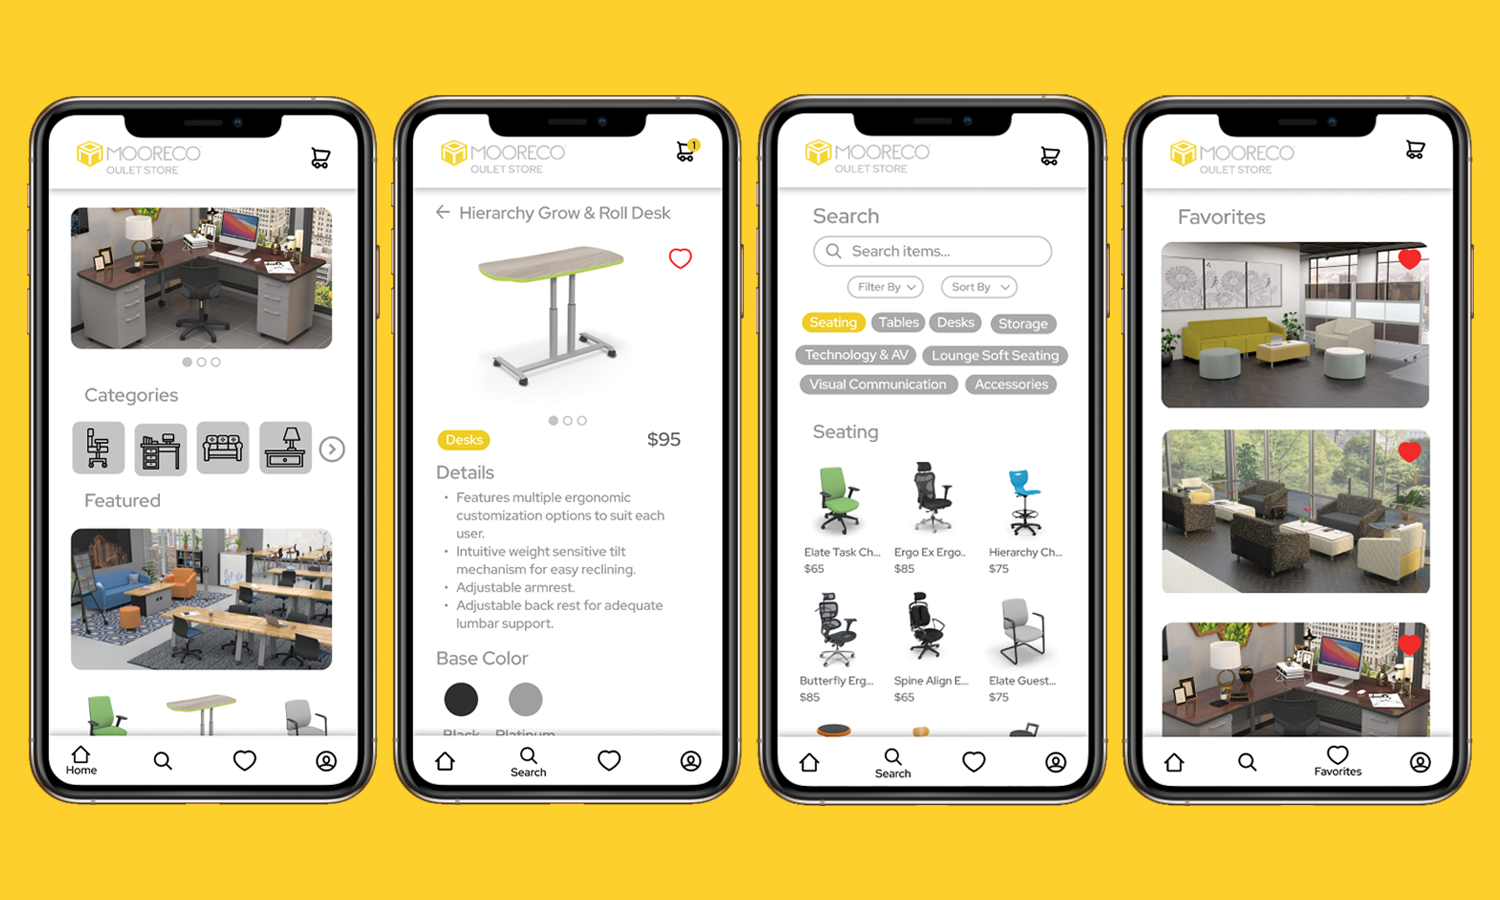 MOORECO
OULET STORE
Categories
Featured
Home
MOORECO
OULET STORE
1
Hierarchy Grow & Roll Desk
Desks
$95
Details
• Features multiple ergonomic
customization options to suit each
user.
• Intuitive weight sensitive tilt
mechanism for easy reclining.
• Adjustable armrest.
• Adjustable back rest for adequate
lumbar support.
Base Color
Black Platinum
Search
MOORECO
OULET STORE
Search
Search items...
Filter By
Sort By
Seating Tables Desks Storage
Technology & AV Lounge Soft Seating
Visual Communication Accessories
Seating
Elate Task Ch... Ergo Ex Ergo.. Hierarchy Ch...
$65 $85 $75
Butterfly Erg... Spine Align E... Elate Guest...
$85 $65 $75
Search
MOORECO
OULET STORE
Favorites
Favorites